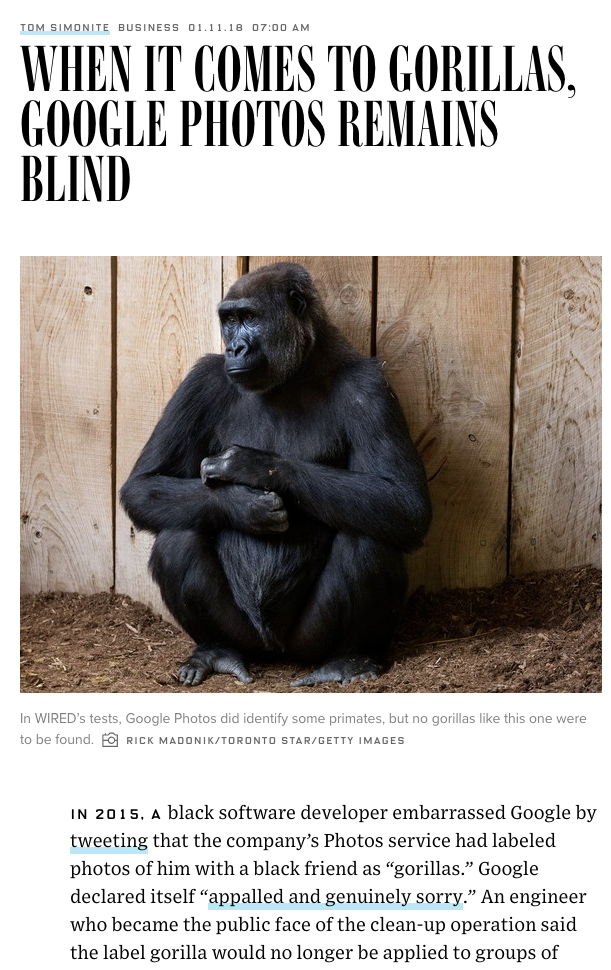 TOM SIMONITE BUSINESS 01.11.18 07:00 AM
WHEN IT COMES TO GORILLAS,
GOOGLE PHOTOS REMAINS
BLIND
In WIRED's tests, Google Photos did identify some primates, but no gorillas like this one were
to be found. RICK MADONIK/TORONTO STAR/GETTY IMAGES
IN 2015, A black software developer embarrassed Google by
tweeting that the company's Photos service had labeled
photos of him with a black friend as “gorillas.” Google
declared itself “appalled and genuinely sorry.” An engineer
who became the public face of the clean-up operation said
the label gorilla would no longer be applied to groups of